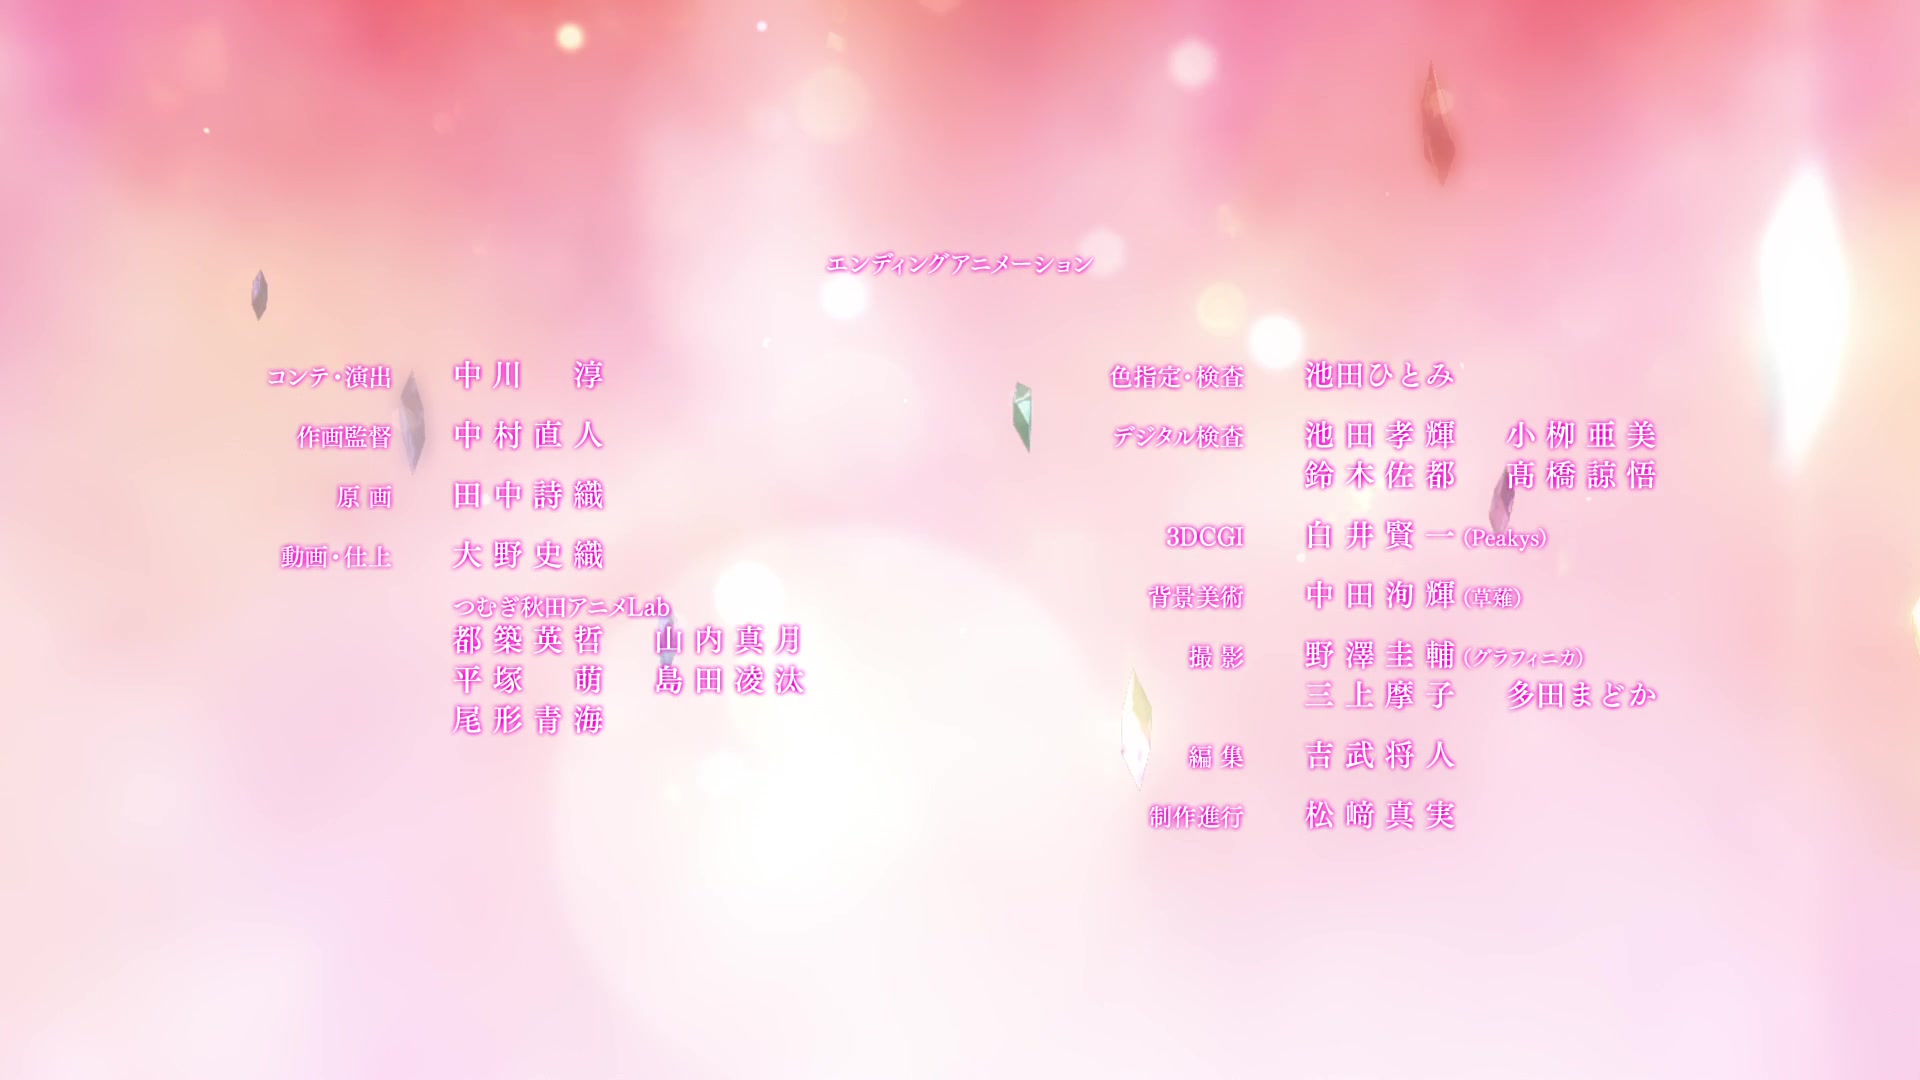 エンディングアニメーション
コンテ・演出 中川 淳
作画監督 中村直人
原画 田中詩織
動画・仕上 大野史織
つむぎ秋田アニメLab
都築英哲 山内真月
平塚 萌 島田凌汰
尾形青海
色指定・検査 池田ひとみ
デジタル検査 池田孝輝 小栁亜美
鈴木佐都 髙橋諒悟
3DCGI 白井賢一(Peakys)
背景美術 中田洵輝(草薙)
撮影 野澤圭輔(グラフィニカ)
三上摩子 多田まどか
編集 吉武将人
制作進行 松﨑真実